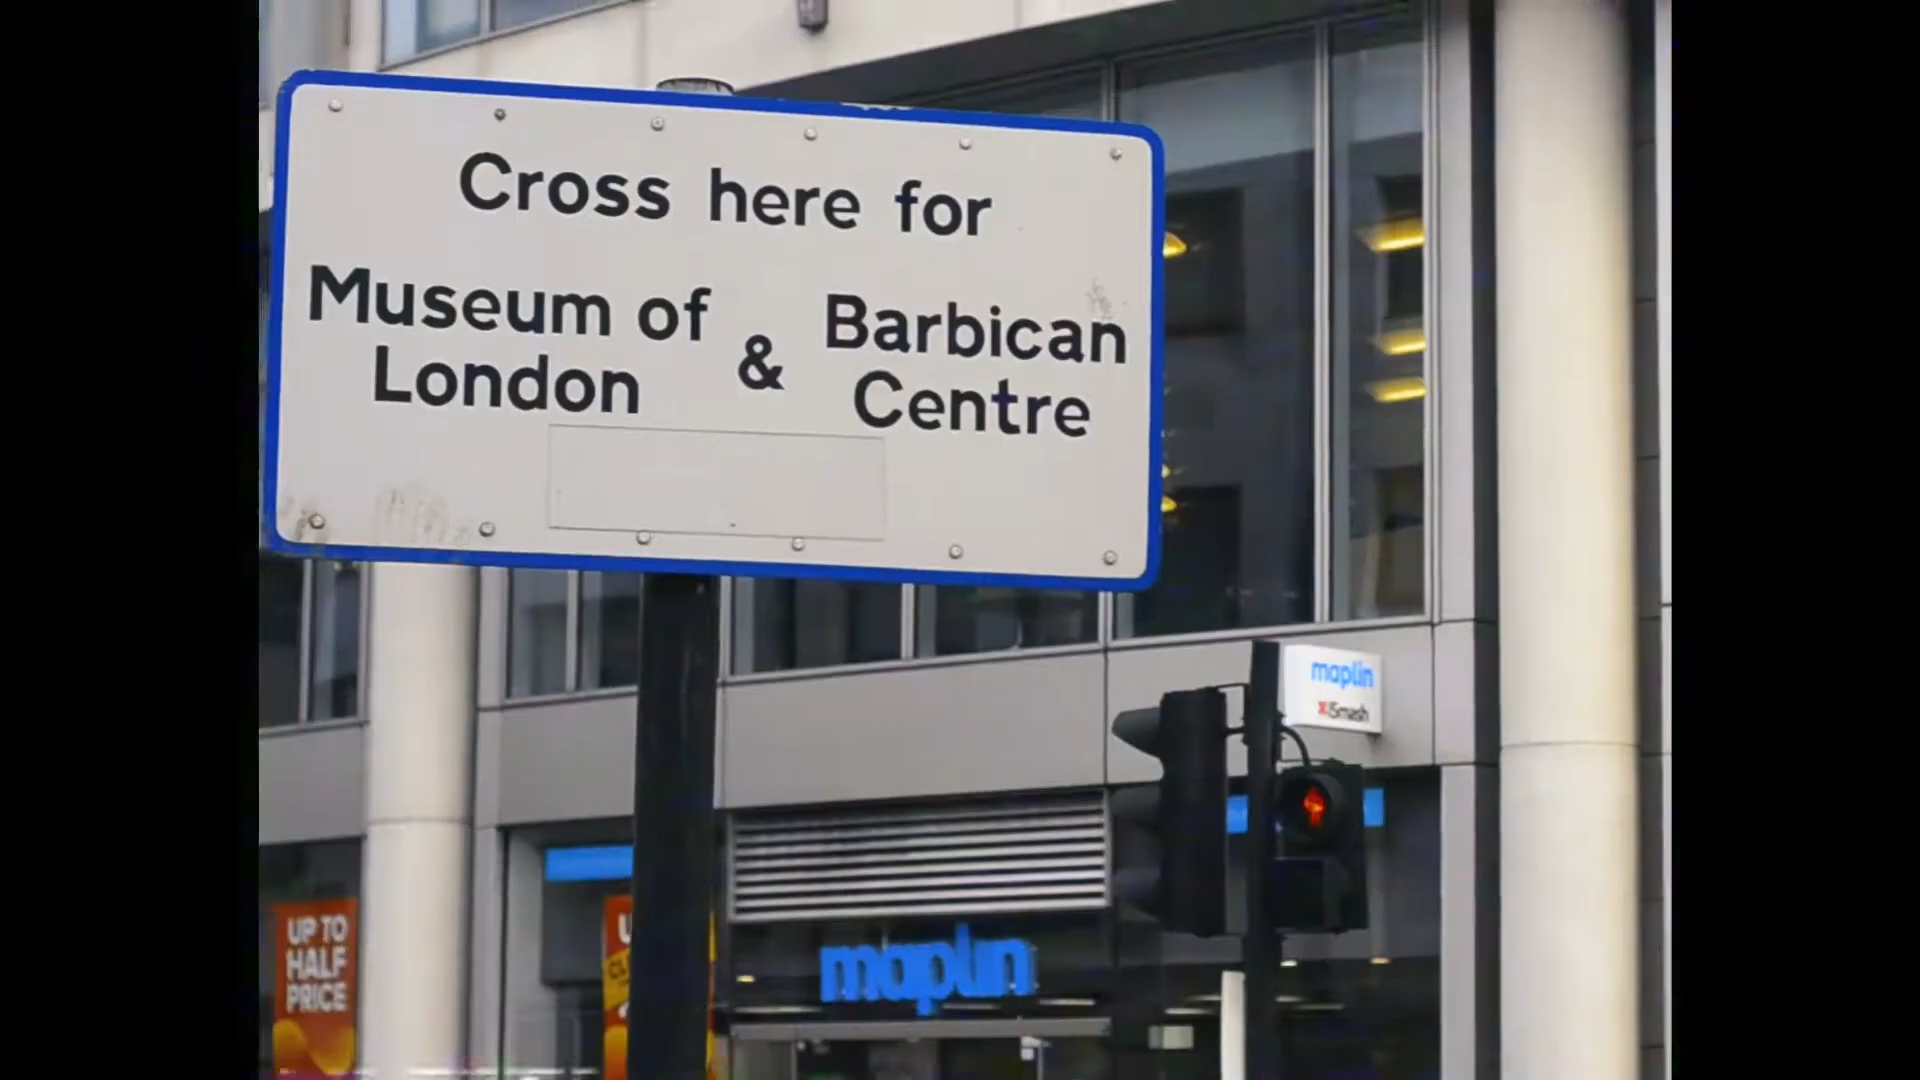 Cross here for
Museum of
London
&
Barbican
Centre
maplin
iSmash
UP TO
HALF
PRICE
maplin